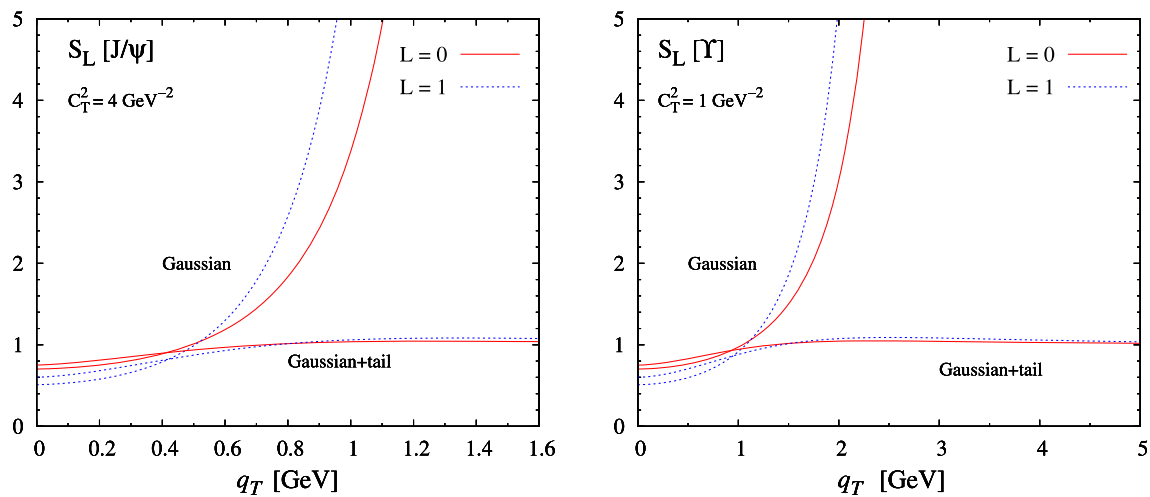 5
4
3
2
1
0
S_L [J/ψ]
C_T^2 = 4 GeV^−2
L = 0
L = 1
Gaussian
Gaussian+tail
0 0.2 0.4 0.6 0.8 1 1.2 1.4 1.6
q_T [GeV]
5
4
3
2
1
0
S_L [ϒ]
C_T^2 = 1 GeV^−2
L = 0
L = 1
Gaussian
Gaussian+tail
0 1 2 3 4 5
q_T [GeV]